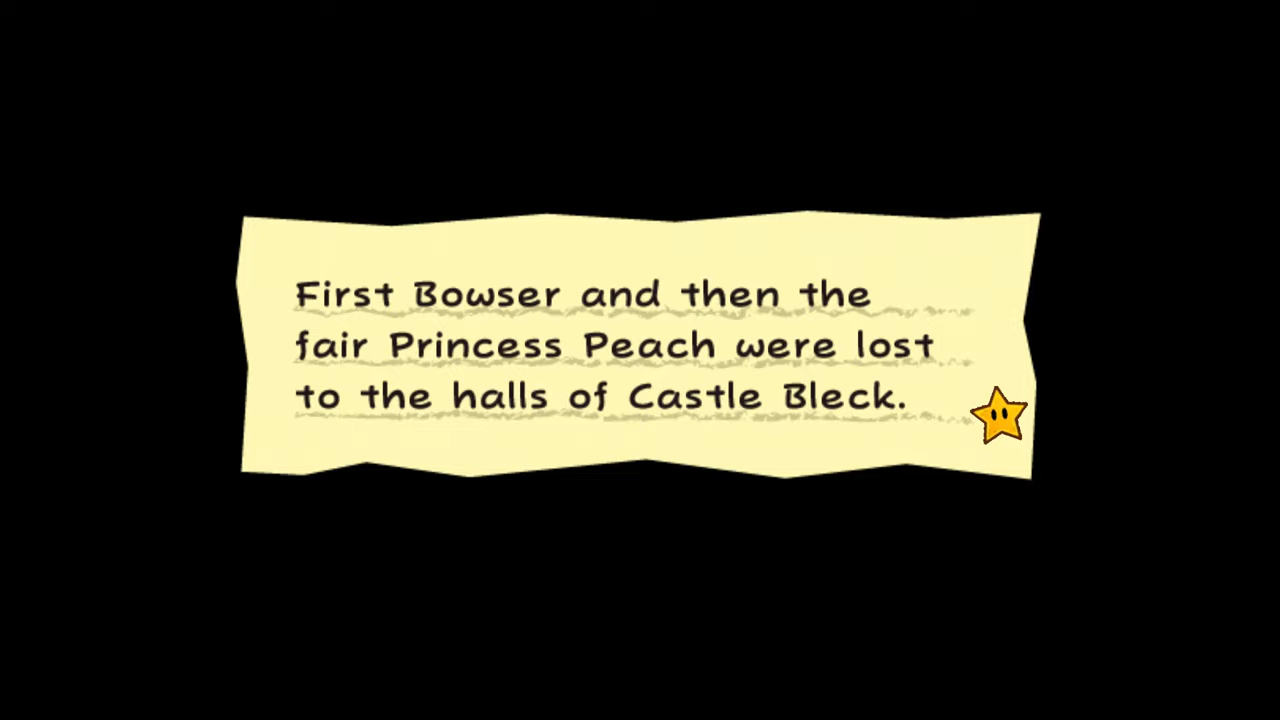 First Bowser and then the
fair Princess Peach were lost
to the halls of Castle Bleck.